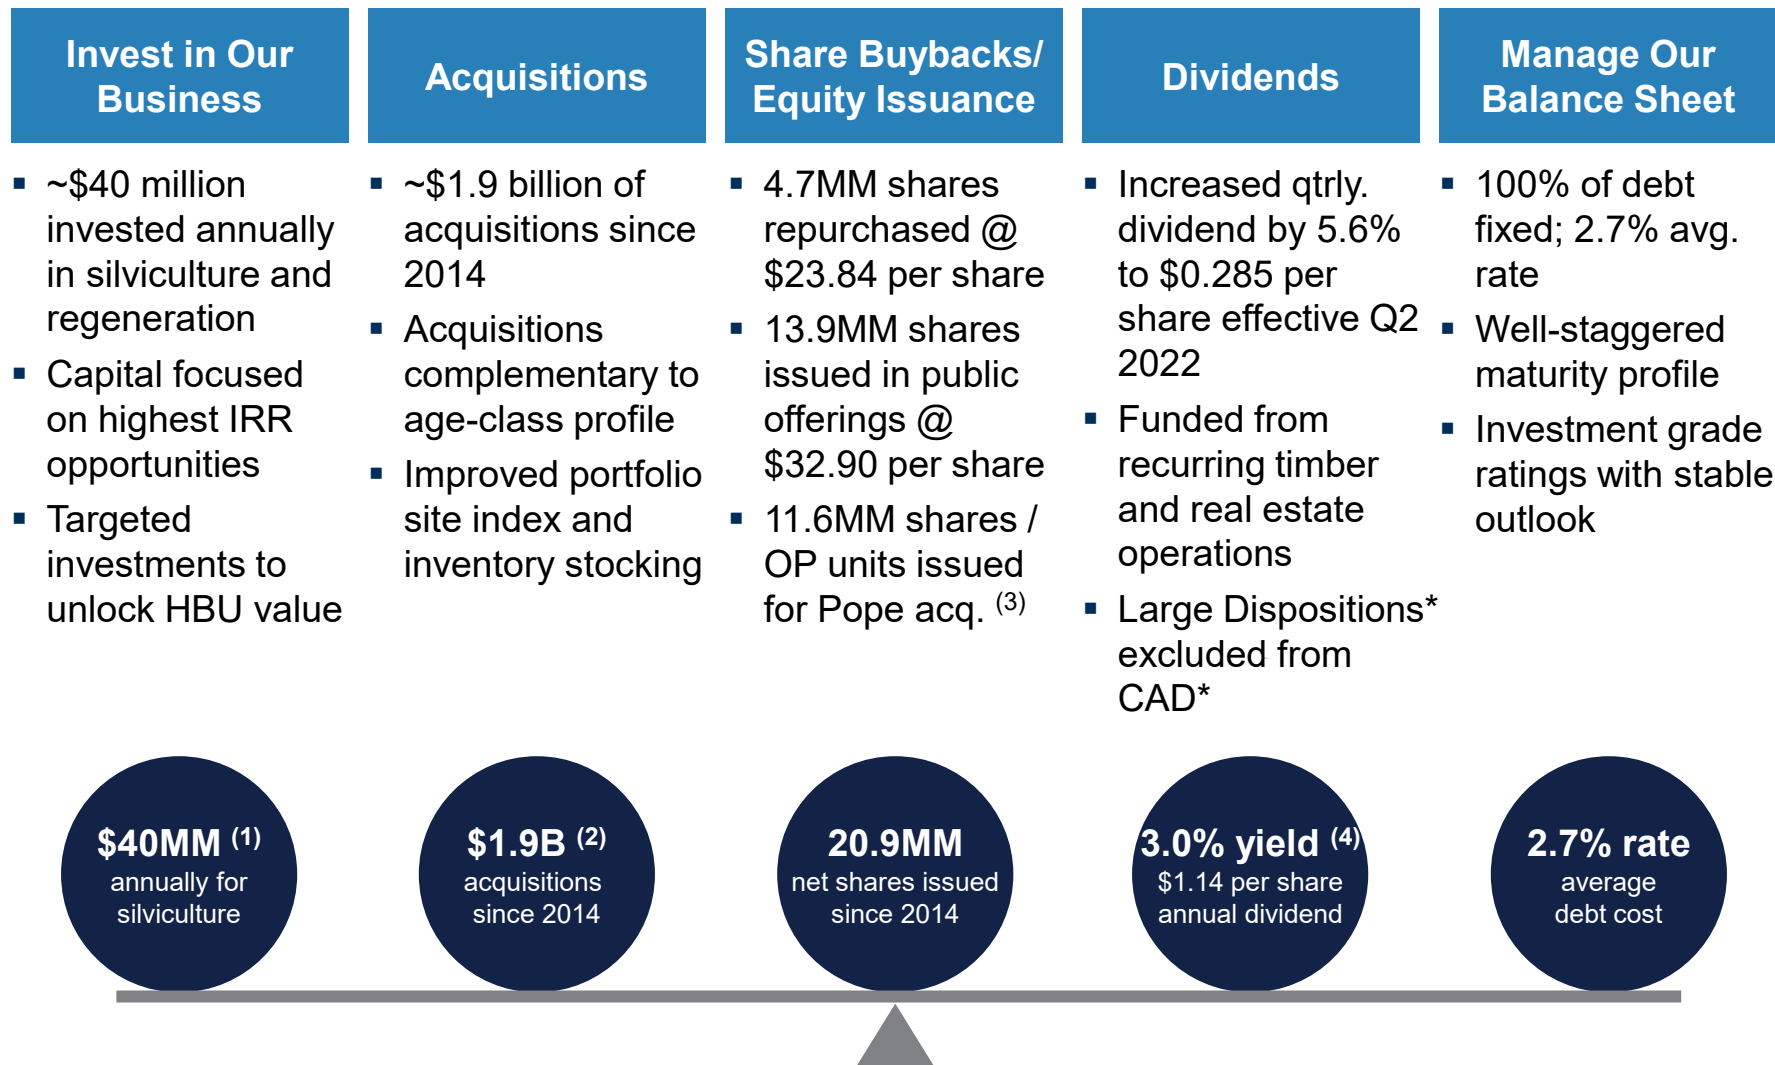 Invest in Our
Business
▪ ~$40 million
invested annually
in silviculture and
regeneration
▪ Capital focused
on highest IRR
opportunities
▪ Targeted
investments to
unlock HBU value
Acquisitions
▪ ~$1.9 billion of
acquisitions since
2014
▪ Acquisitions
complementary to
age-class profile
▪ Improved portfolio
site index and
inventory stocking
Share Buybacks/
Equity Issuance
▪ 4.7MM shares
repurchased @
$23.84 per share
▪ 13.9MM shares
issued in public
offerings @
$32.90 per share
▪ 11.6MM shares /
OP units issued
for Pope acq. (3)
Dividends
▪ Increased qtrly.
dividend by 5.6%
to $0.285 per
share effective Q2
2022
▪ Funded from
recurring timber
and real estate
operations
▪ Large Dispositions*
excluded from
CAD*
Manage Our
Balance Sheet
▪ 100% of debt
fixed; 2.7% avg.
rate
▪ Well-staggered
maturity profile
▪ Investment grade
ratings with stable
outlook
$40MM (1)
annually for
silviculture
$1.9B (2)
acquisitions
since 2014
20.9MM
net shares issued
since 2014
3.0% yield (4)
$1.14 per share
annual dividend
2.7% rate
average
debt cost